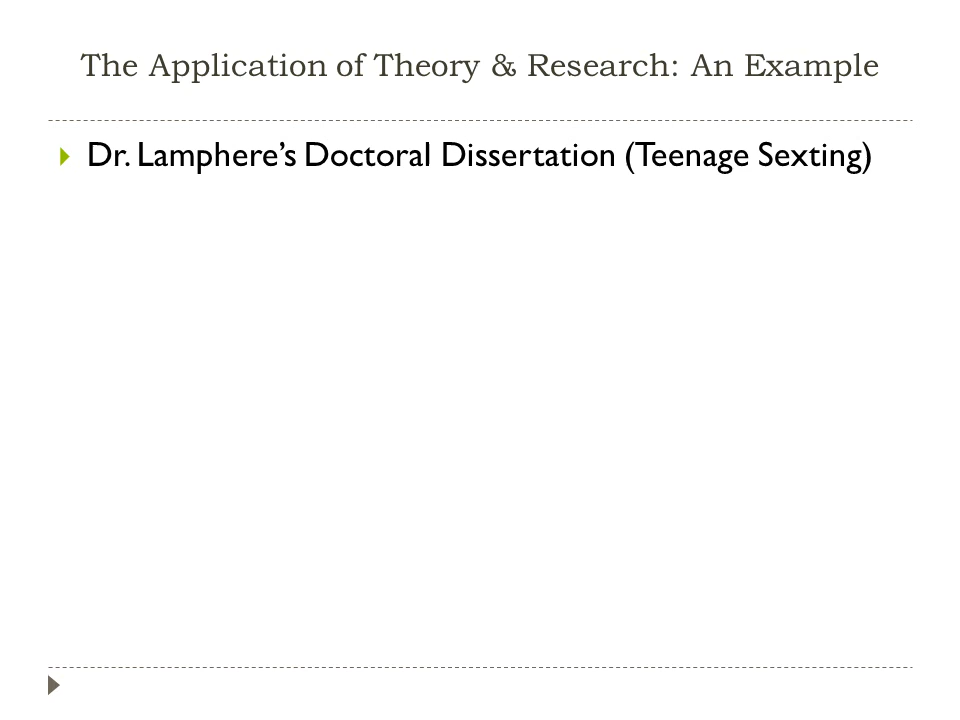 The Application of Theory & Research: An Example
Dr. Lamphere’s Doctoral Dissertation (Teenage Sexting)